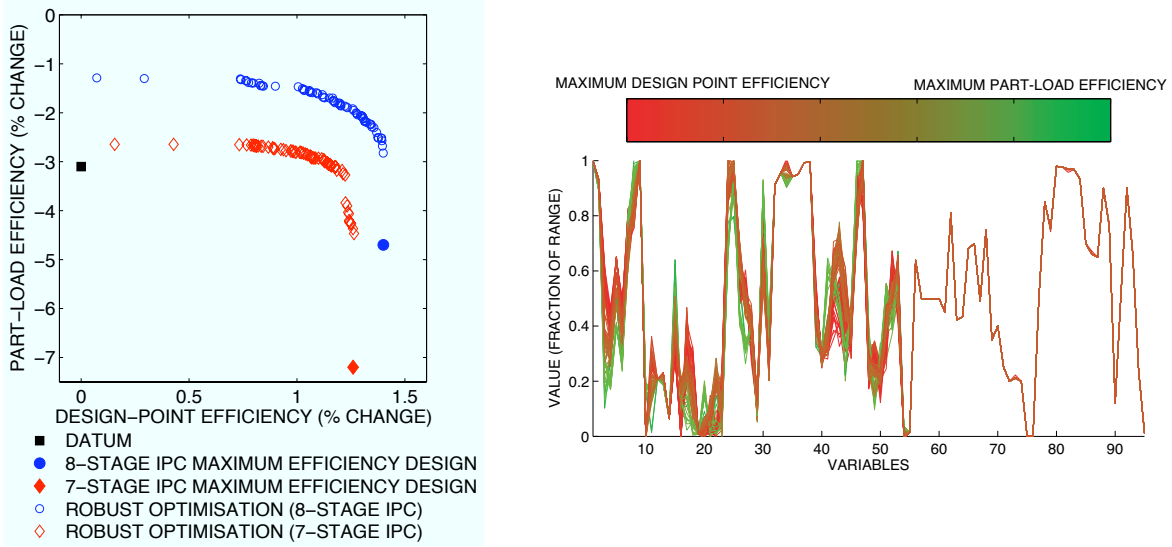 PART-LOAD EFFICIENCY (% CHANGE)
0
−1
−2
−3
−4
−5
−6
−7
0
0.5
1
1.5
DESIGN−POINT EFFICIENCY (% CHANGE)
DATUM
8−STAGE IPC MAXIMUM EFFICIENCY DESIGN
7−STAGE IPC MAXIMUM EFFICIENCY DESIGN
ROBUST OPTIMISATION (8−STAGE IPC)
ROBUST OPTIMISATION (7−STAGE IPC)
MAXIMUM DESIGN POINT EFFICIENCY
MAXIMUM PART-LOAD EFFICIENCY
VALUE (FRACTION OF RANGE)
1
0.8
0.6
0.4
0.2
0
10
20
30
40
50
60
70
80
90
VARIABLES